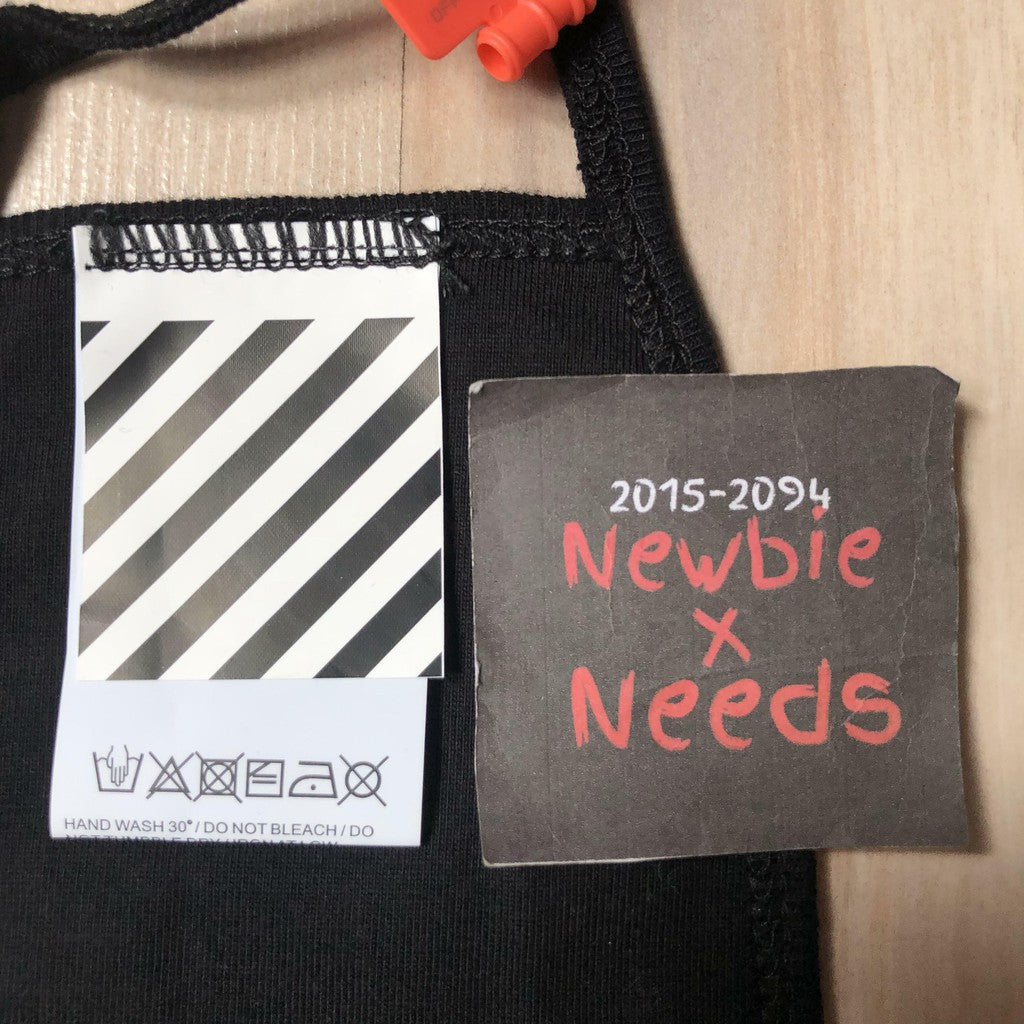 HAND WASH 30° / DO NOT BLEACH / DO
2015-2094
Newbie
x
Needs